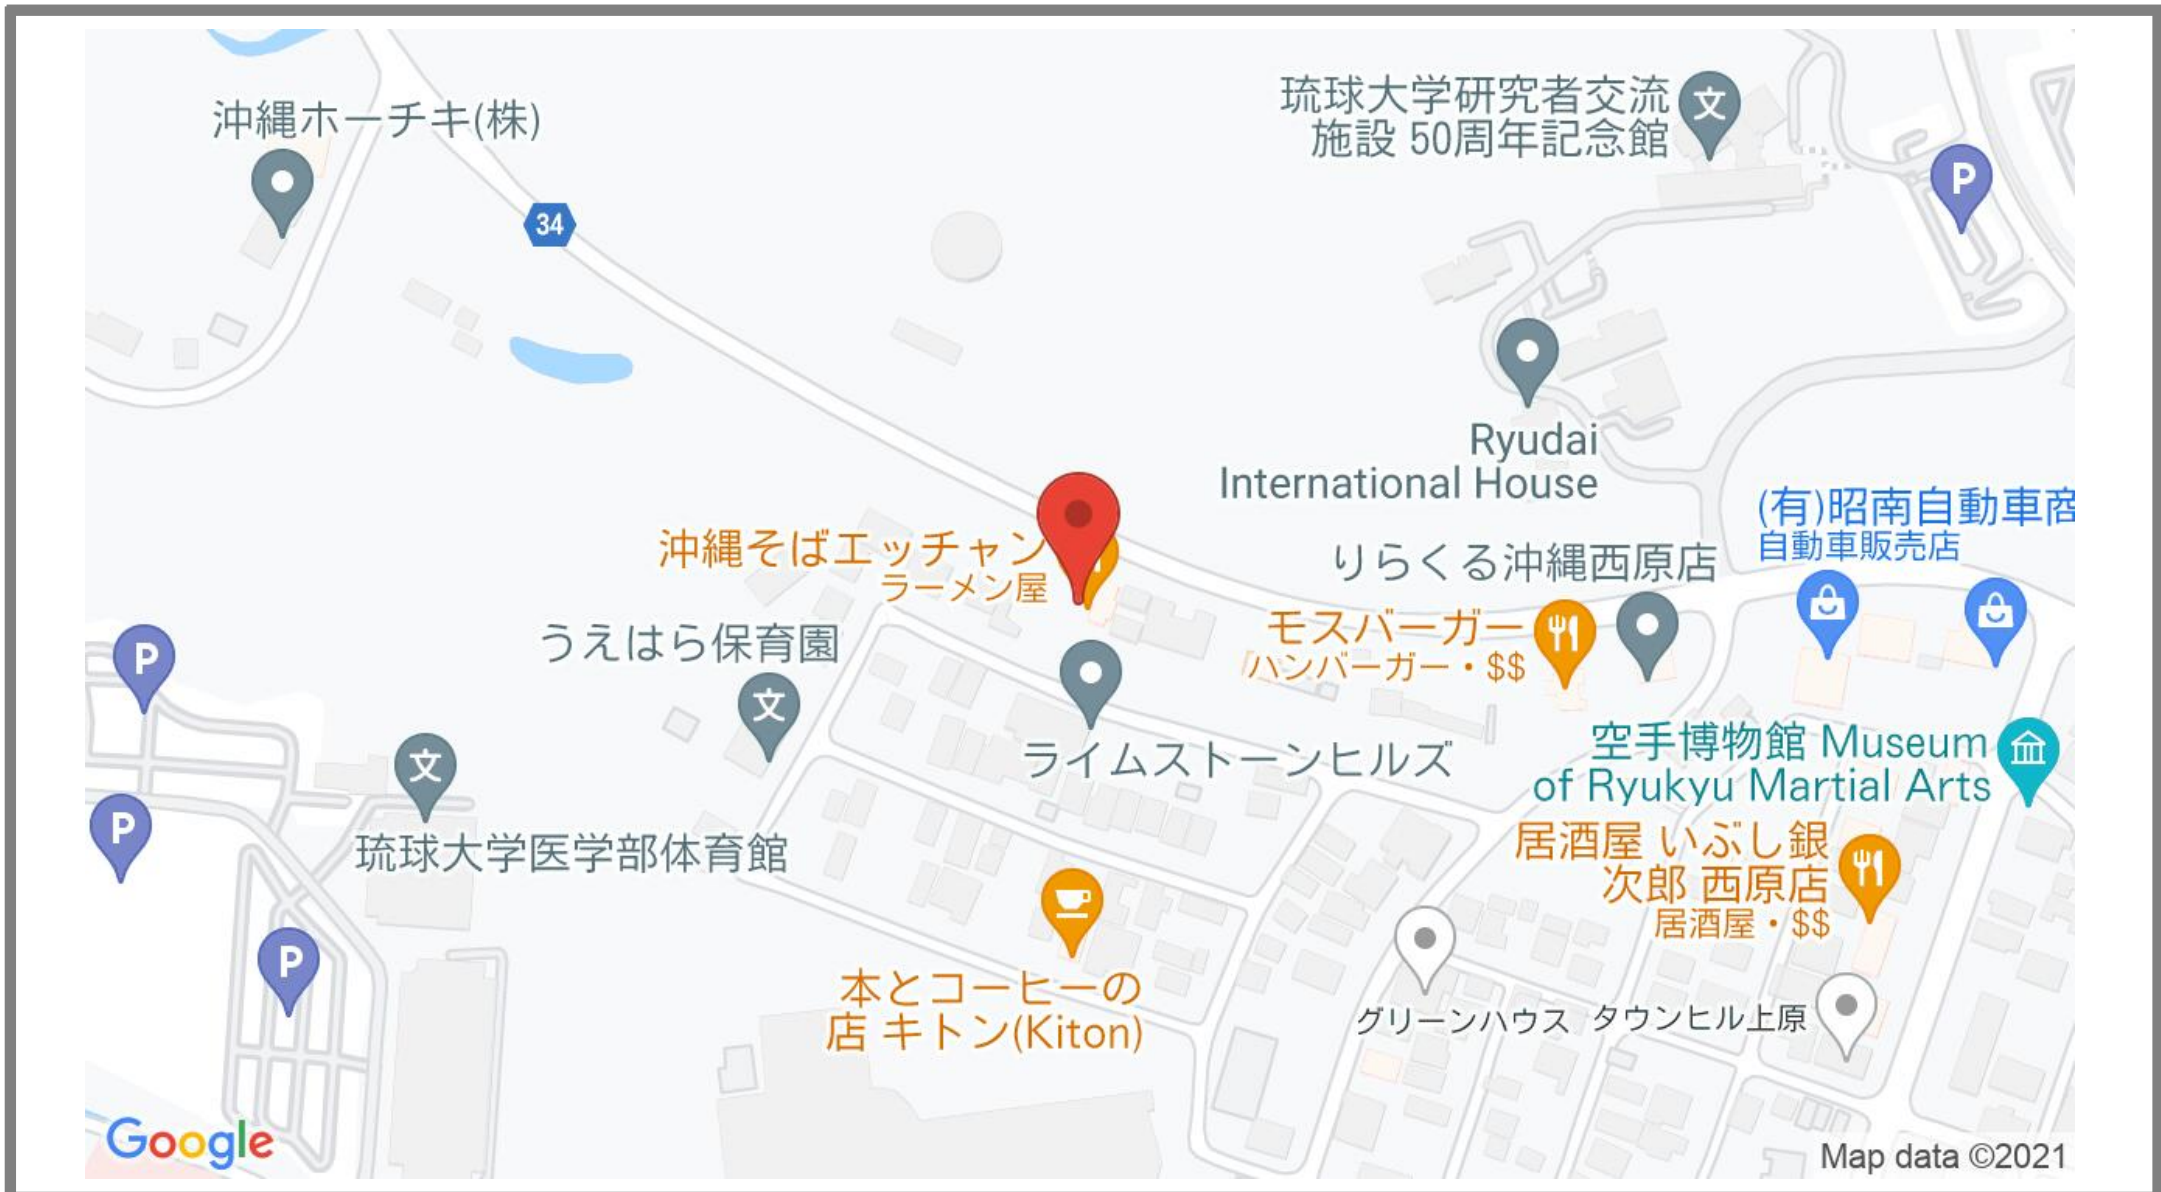 沖縄ホーチキ(株)
琉球大学研究者交流
施設 50周年記念館
文
P
34
Ryudai
International House
(有)昭南自動車商
自動車販売店
沖縄そばエッチャン
ラーメン屋
りらくる沖縄西原店
モスバーガー
ハンバーガー・$$
うえはら保育園
文
P
ライムストーンヒルズ
空手博物館 Museum
of Ryukyu Martial Arts
文
P
琉球大学医学部体育館
居酒屋 いぶし銀
次郎 西原店
居酒屋・$$
P
本とコーヒーの
店 キトン(Kiton)
グリーンハウス
タウンヒル上原
Google
Map data ©2021